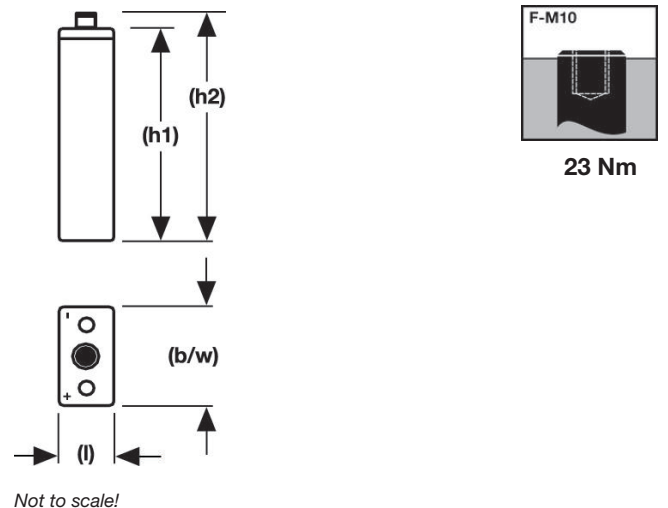 (h2)
(h1)
F-M10
23 Nm
-
+
(b/w)
(l)
Not to scale!